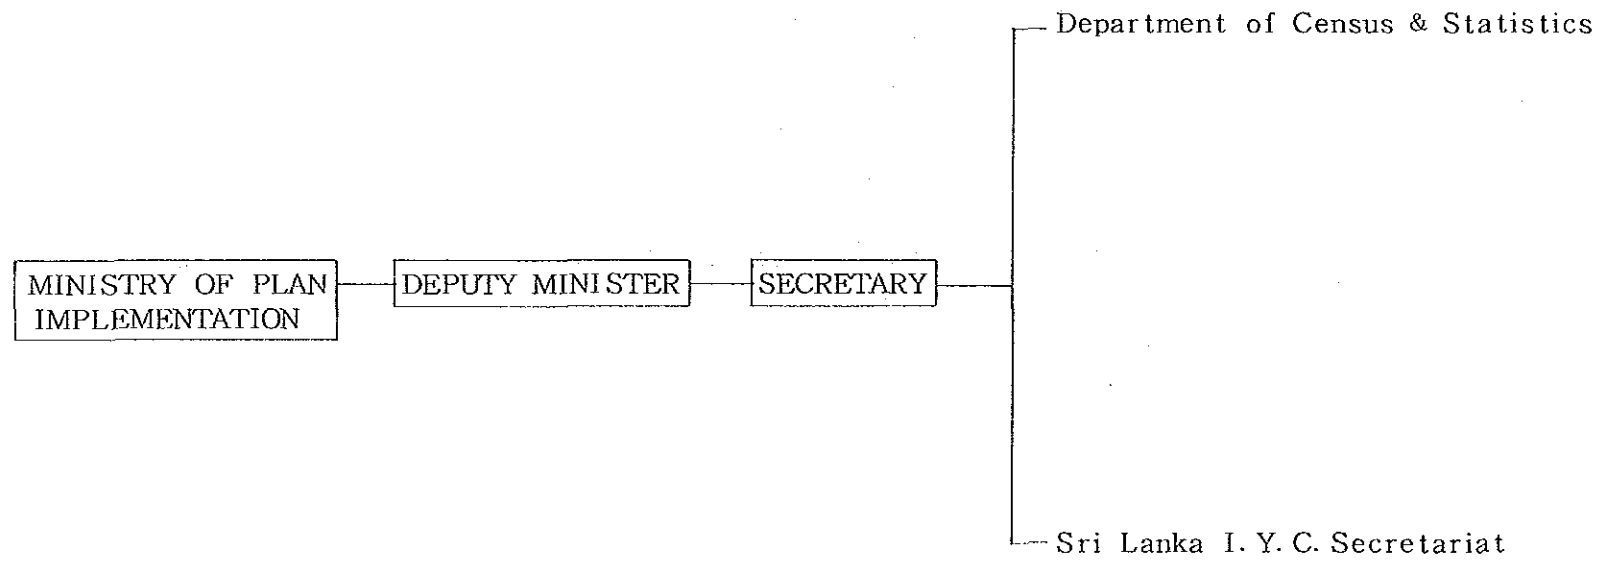 Department of Census & Statistics
MINISTRY OF PLAN
IMPLEMENTATION
DEPUTY MINISTER
SECRETARY
Sri Lanka I. Y. C. Secretariat